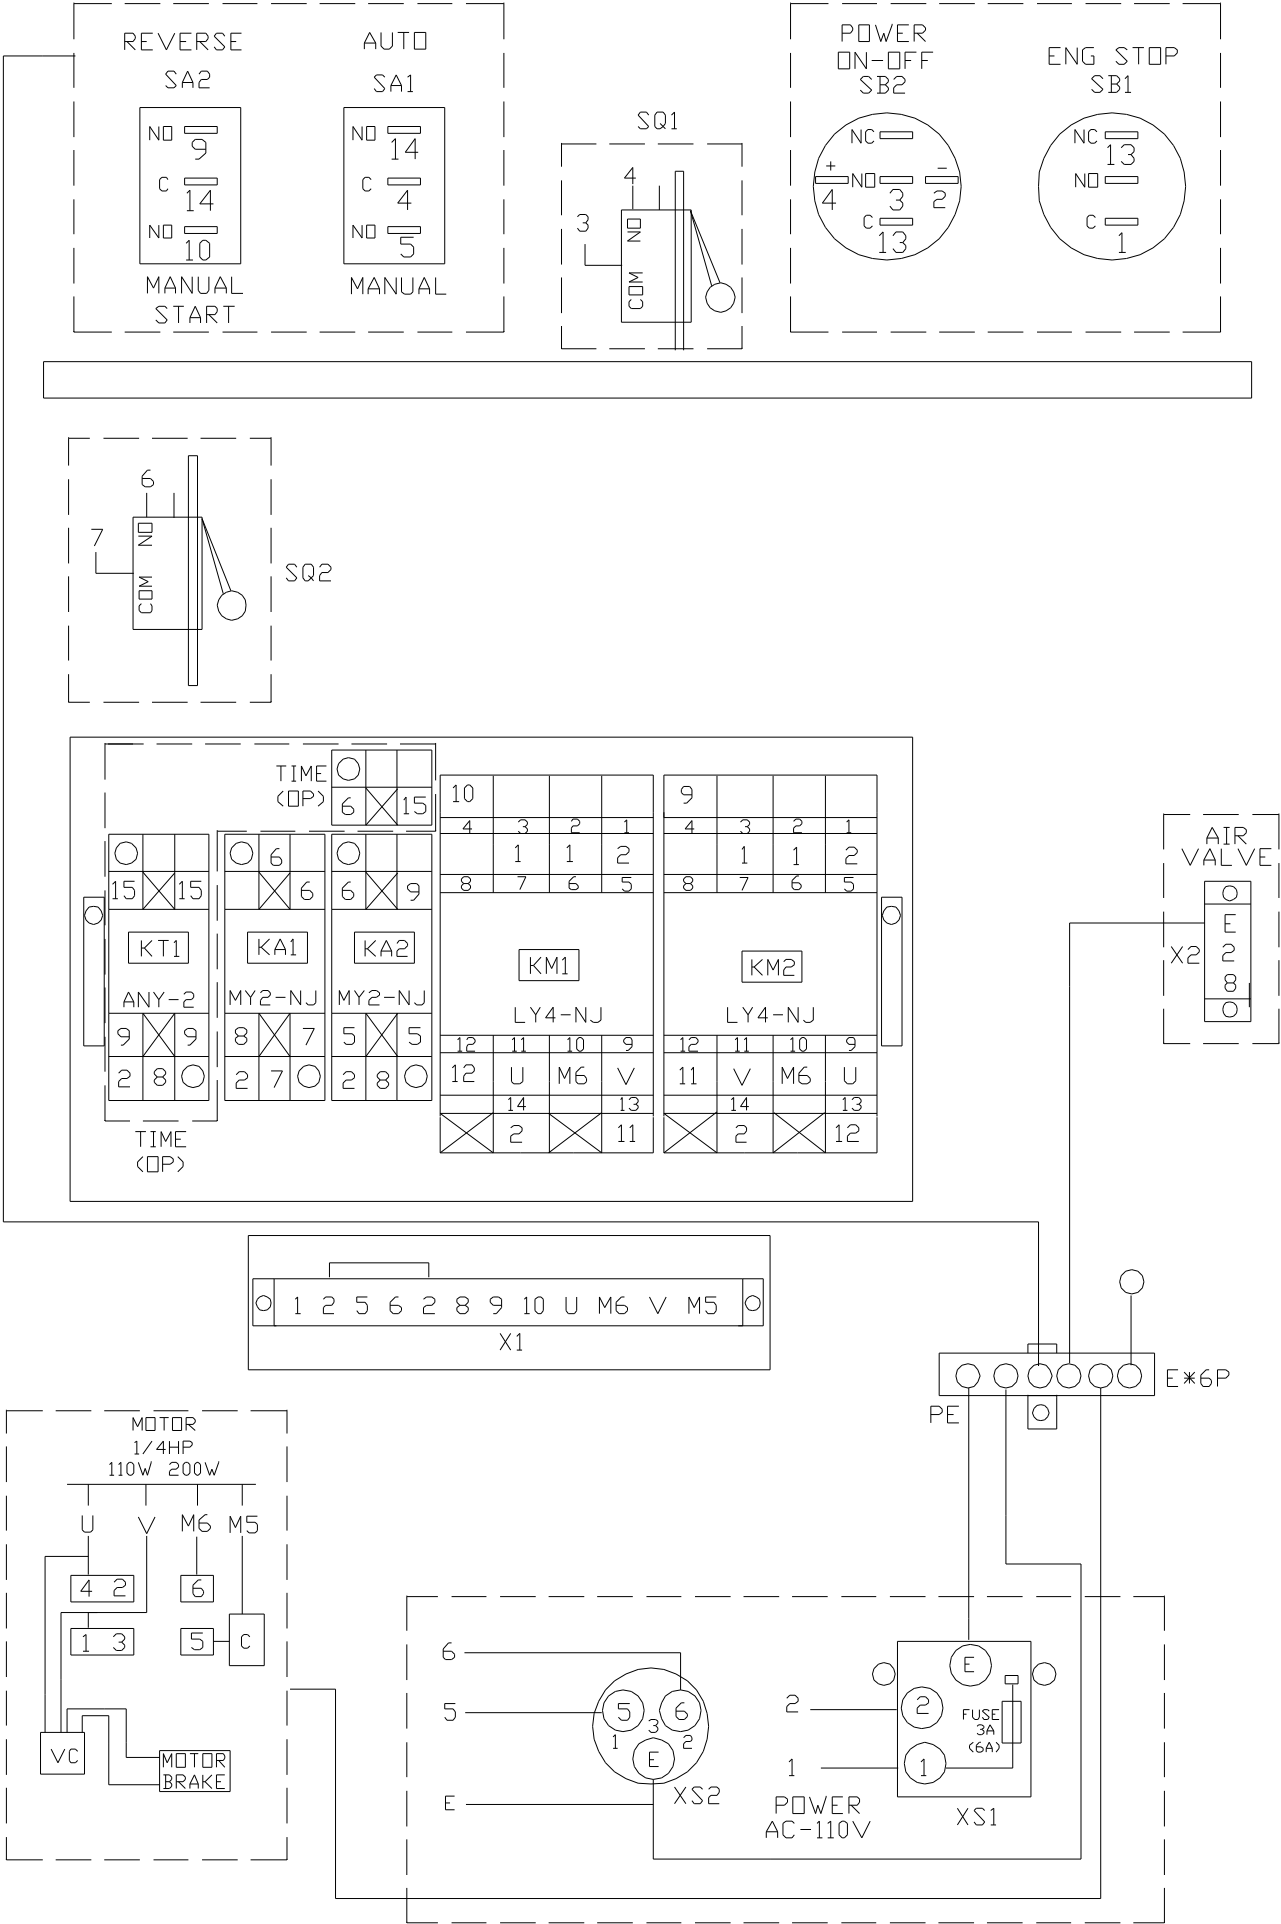 REVERSE AUTO
SA2 SA1
NO 9 NO 14
C 14 C 4
NO 10 NO 5
MANUAL START MANUAL
SQ1
4
3
NO
COM
POWER
ON-OFF
SB2
NC
+ NO -
4 3 2
C
13
ENG STOP
SB1
NC
13
NO
C
1
6
7
NO
COM
SQ2
TIME
(OP)
6 15
15 15
KT1
ANY-2
9 9
2 8
TIME
(OP)
6
6
KA1
MY2-NJ
8 7
2 7
6 9
KA2
MY2-NJ
5 5
2 8
10
4 3 2 1
1 1 2
8 7 6 5
KM1
LY4-NJ
12 11 10 9
12 U M6 V
14 13
2 11
9
4 3 2 1
1 1 2
8 7 6 5
KM2
LY4-NJ
12 11 10 9
11 V M6 U
14 13
2 12
AIR
VALVE
E
X2 2
8
1 2 5 6 2 8 9 10 U M6 V M5
X1
E*6P
PE
MOTOR
1/4HP
110W 200W
U V M6 M5
4 2 6
1 3 5 C
VC
MOTOR
BRAKE
6
5
E
5 6
1 3 2
E
XS2
2
1
POWER
AC-110V
E
2
FUSE
3A
(6A)
1
XS1